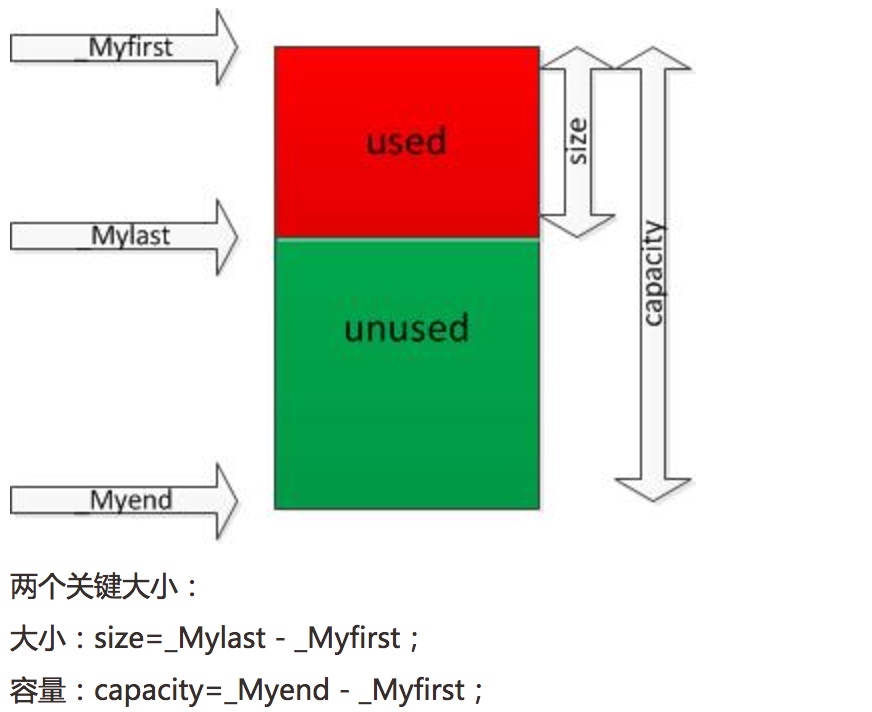 _Myfirst
used
size
_Mylast
capacity
unused
_Myend
两个关键大小：
大小：size=_Mylast - _Myfirst；
容量：capacity=_Myend - _Myfirst；